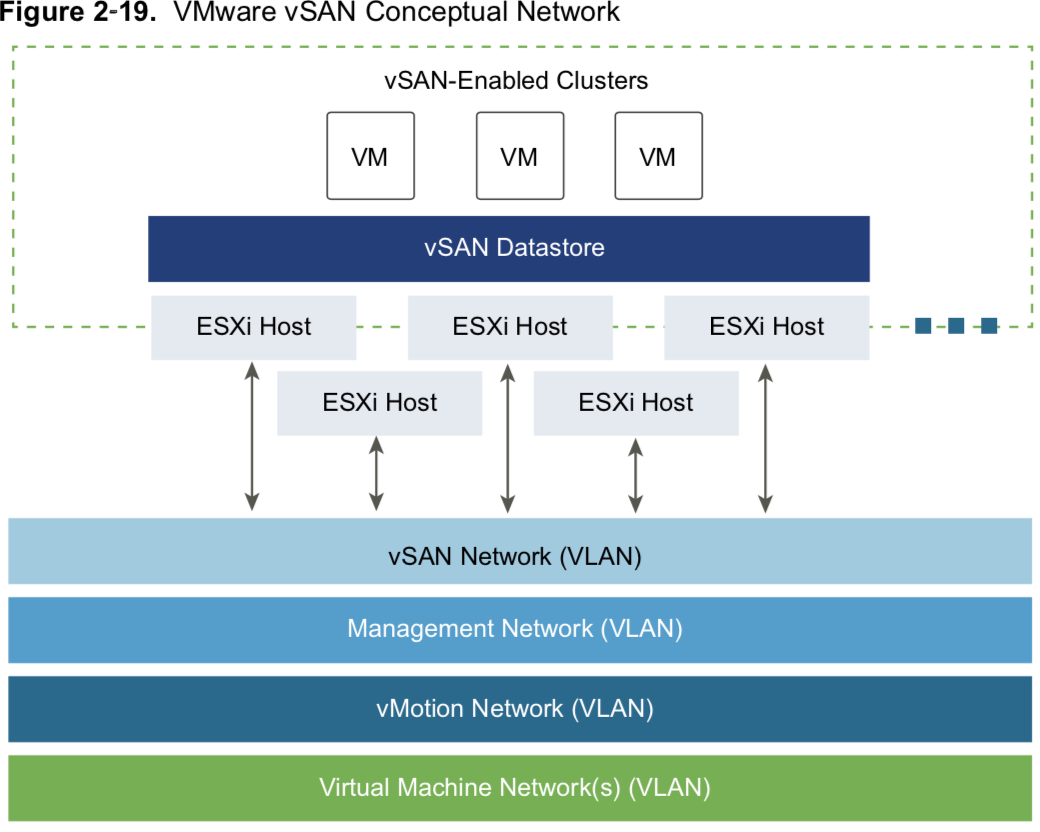 Figure 2-19. VMware vSAN Conceptual Network
vSAN-Enabled Clusters
VM VM VM
vSAN Datastore
ESXi Host ESXi Host ESXi Host
ESXi Host ESXi Host
vSAN Network (VLAN)
Management Network (VLAN)
vMotion Network (VLAN)
Virtual Machine Network(s) (VLAN)